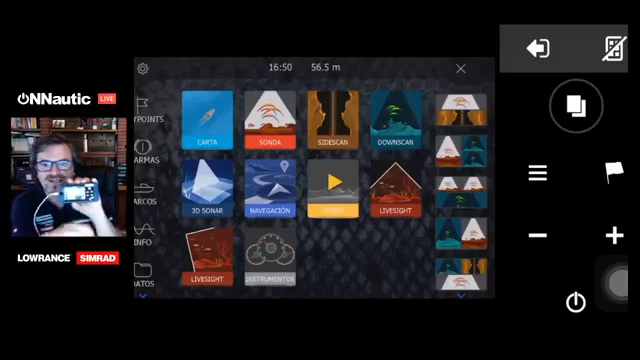 16:50 56.5 m
ONNautic LIVE
CARTA SONDA SIDESCAN DOWNSCAN
YPOINTS
ARMAS
3D SONAR NAVEGACIÓN LIVESIGHT
ARCOS
INFO
LIVESIGHT INSTRUMENTOS
ATOS
LOWRANCE SIMRAD